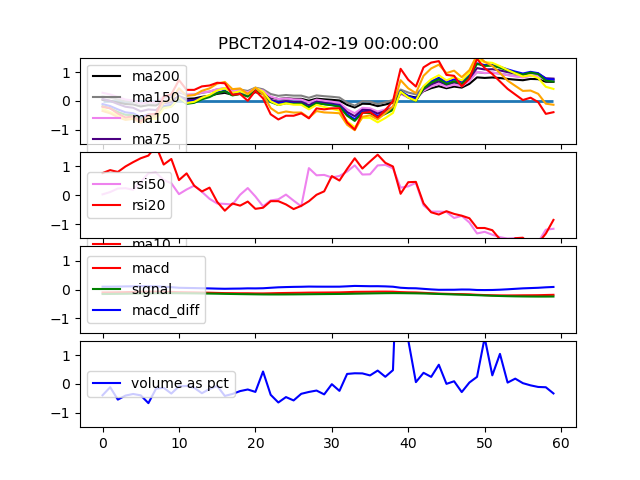 PBCT2014-02-19 00:00:00
1
0
−1
ma200
ma150
ma100
ma75
1
0
−1
rsi50
rsi20
ma10
1
0
−1
macd
signal
macd_diff
1
0
−1
volume as pct
0 10 20 30 40 50 60